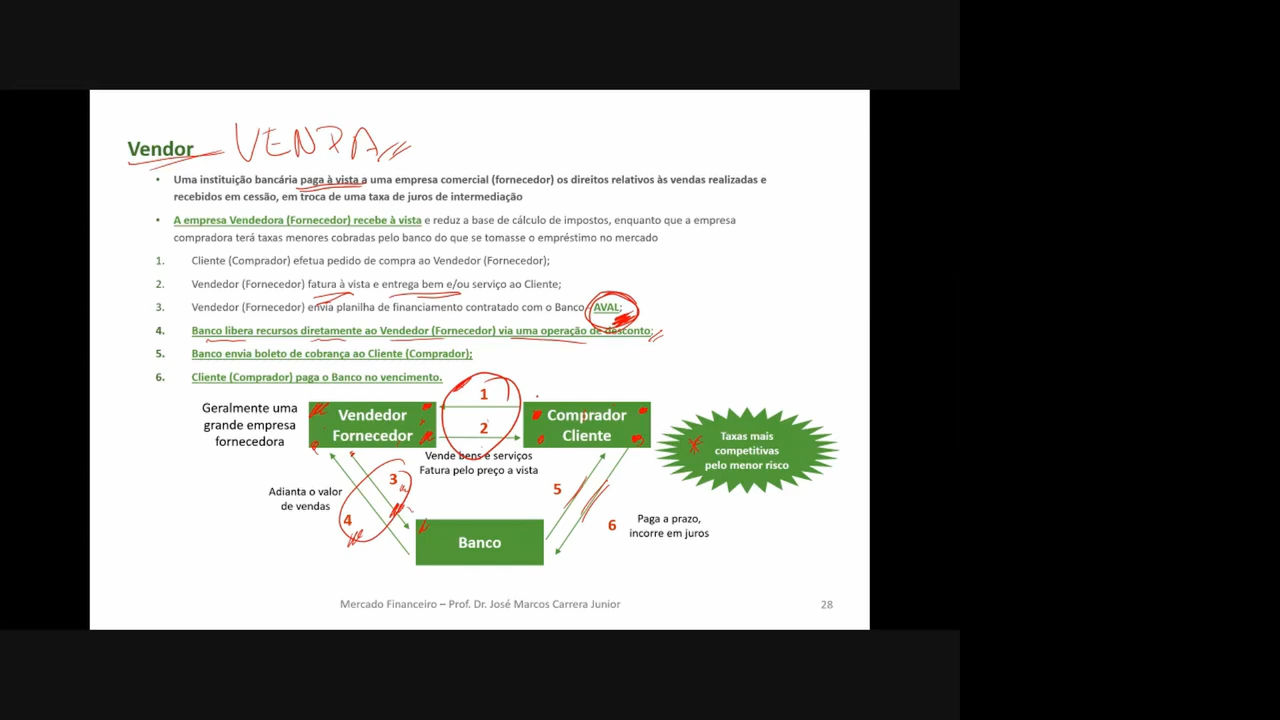 Vendor VENDA
• Uma instituição bancária paga à vista a uma empresa comercial (fornecedor) os direitos relativos às vendas realizadas e
recebidos em cessão, em troca de uma taxa de juros de intermediação
• A empresa Vendedora (Fornecedor) recebe à vista e reduz a base de cálculo de impostos, enquanto que a empresa
compradora terá taxas menores cobradas pelo banco do que se tomasse o empréstimo no mercado
1. Cliente (Comprador) efetua pedido de compra ao Vendedor (Fornecedor);
2. Vendedor (Fornecedor) fatura à vista e entrega bem e/ou serviço ao Cliente;
3. Vendedor (Fornecedor) envia planilha de financiamento contratado com o Banco - AVAL;
4. Banco libera recursos diretamente ao Vendedor (Fornecedor) via uma operação de desconto;
5. Banco envia boleto de cobrança ao Cliente (Comprador);
6. Cliente (Comprador) paga o Banco no vencimento.
Geralmente uma
grande empresa
fornecedora
Vendedor
Fornecedor
1
2
Comprador
Cliente
Vende bens e serviços
Fatura pelo preço a vista
Taxas mais
competitivas
pelo menor risco
Adianta o valor
de vendas
3
4
5
6
Paga a prazo,
incorre em juros
Banco
Mercado Financeiro – Prof. Dr. José Marcos Carrera Junior
28